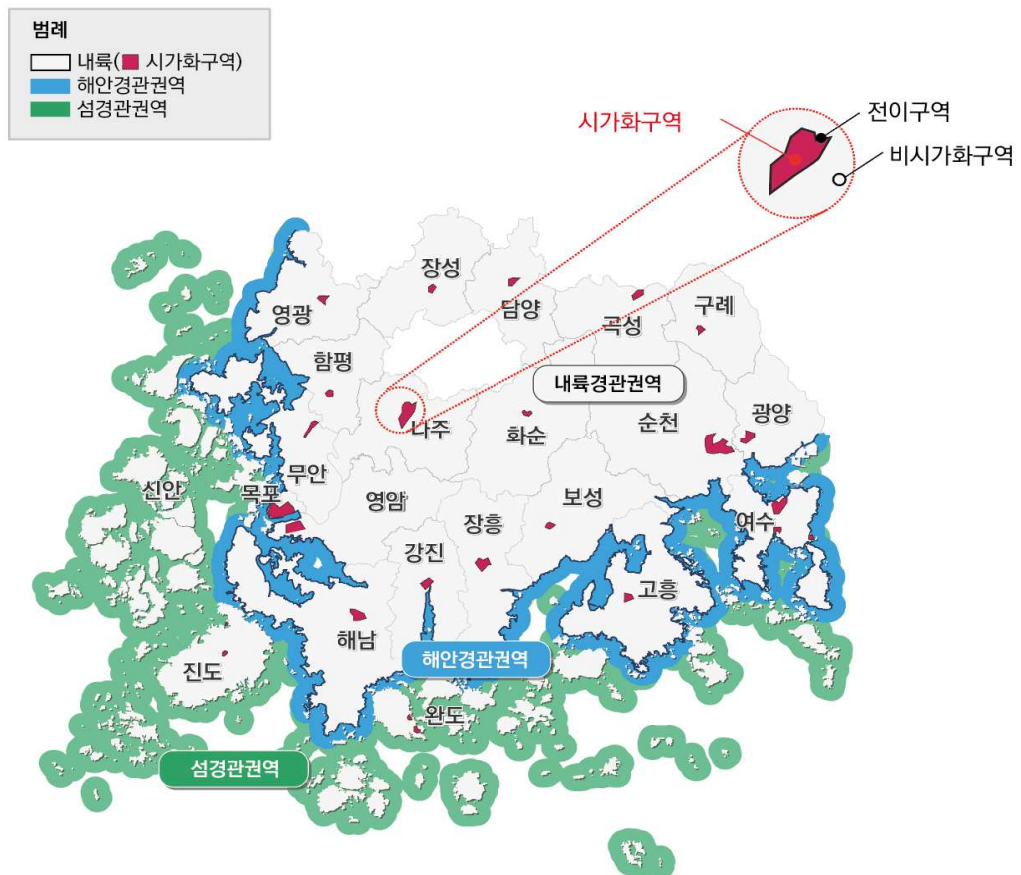 범례
내륙(■ 시가화구역)
해안경관권역
섬경관권역
전이구역
시가화구역
비시가화구역
장성
담양
영광
곡성
구례
함평
내륙경관권역
나주
화순
순천
광양
무안
신안
목포
영암
보성
장흥
여수
강진
고흥
해남
해안경관권역
진도
완도
섬경관권역